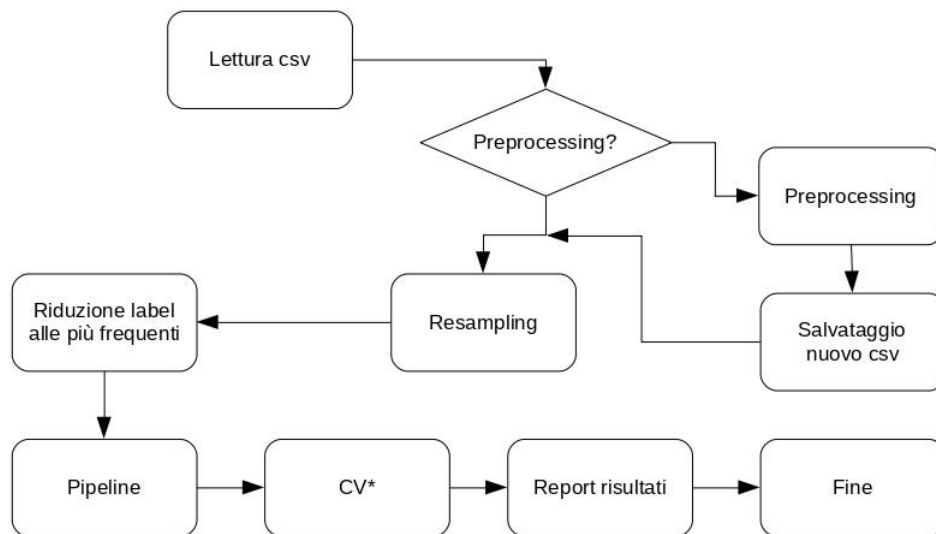 Lettura csv
Preprocessing?
Preprocessing
Salvataggio
nuovo csv
Resampling
Riduzione label
alle più frequenti
Pipeline
CV*
Report risultati
Fine